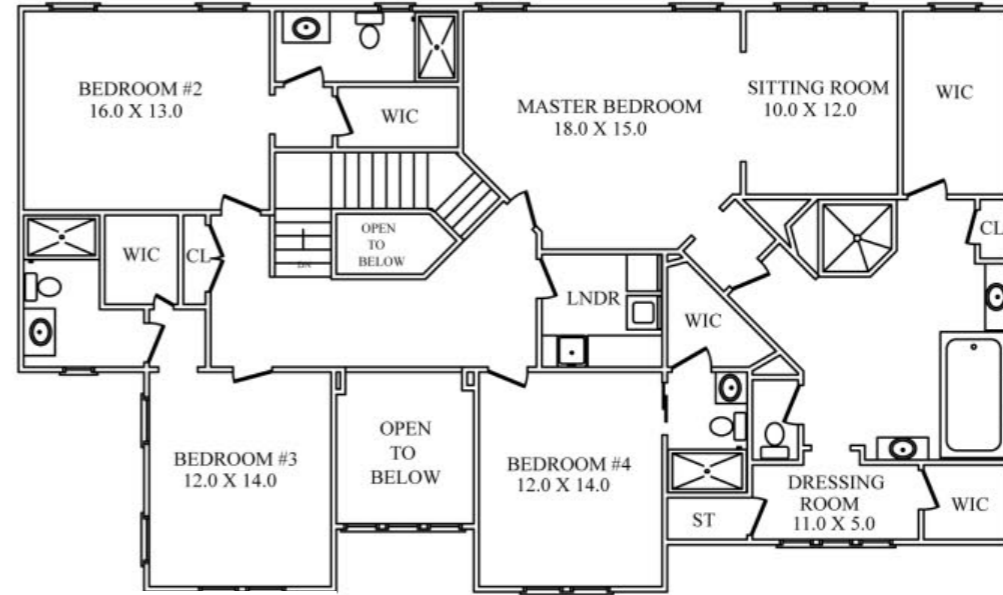 BEDROOM #2
16.0 X 13.0
WIC
MASTER BEDROOM
18.0 X 15.0
SITTING ROOM
10.0 X 12.0
WIC
OPEN
TO
BELOW
DN
WIC
CL
CL
LNDR
WIC
BEDROOM #3
12.0 X 14.0
OPEN
TO
BELOW
BEDROOM #4
12.0 X 14.0
ST
DRESSING
ROOM
11.0 X 5.0
WIC